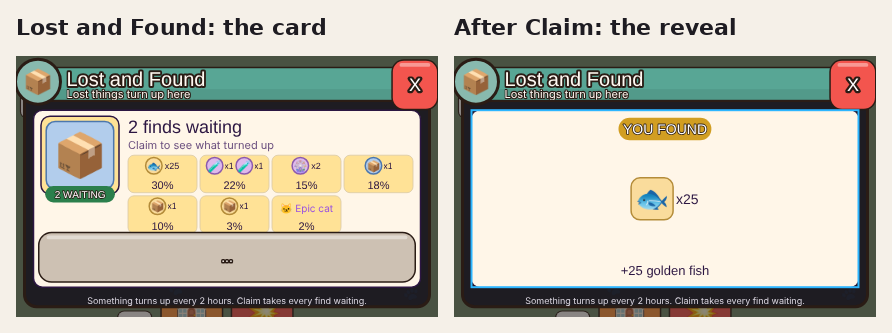 Lost and Found: the card
After Claim: the reveal
Lost and Found
Lost things turn up here
X
2 finds waiting
Claim to see what turned up
2 WAITING
x25
30%
x1 x1
22%
x2
15%
x1
18%
x1
10%
x1
3%
Epic cat
2%
Something turns up every 2 hours. Claim takes every find waiting.
Lost and Found
Lost things turn up here
X
YOU FOUND
x25
+25 golden fish
Something turns up every 2 hours. Claim takes every find waiting.